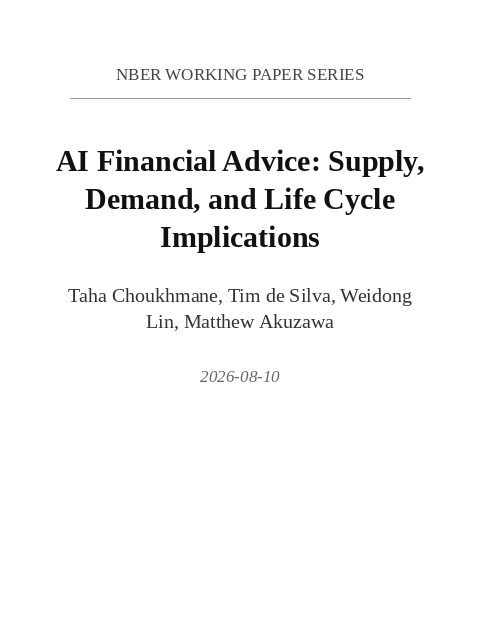 NBER WORKING PAPER SERIES
AI Financial Advice: Supply,
Demand, and Life Cycle
Implications
Taha Choukhmane, Tim de Silva, Weidong
Lin, Matthew Akuzawa
2026-08-10